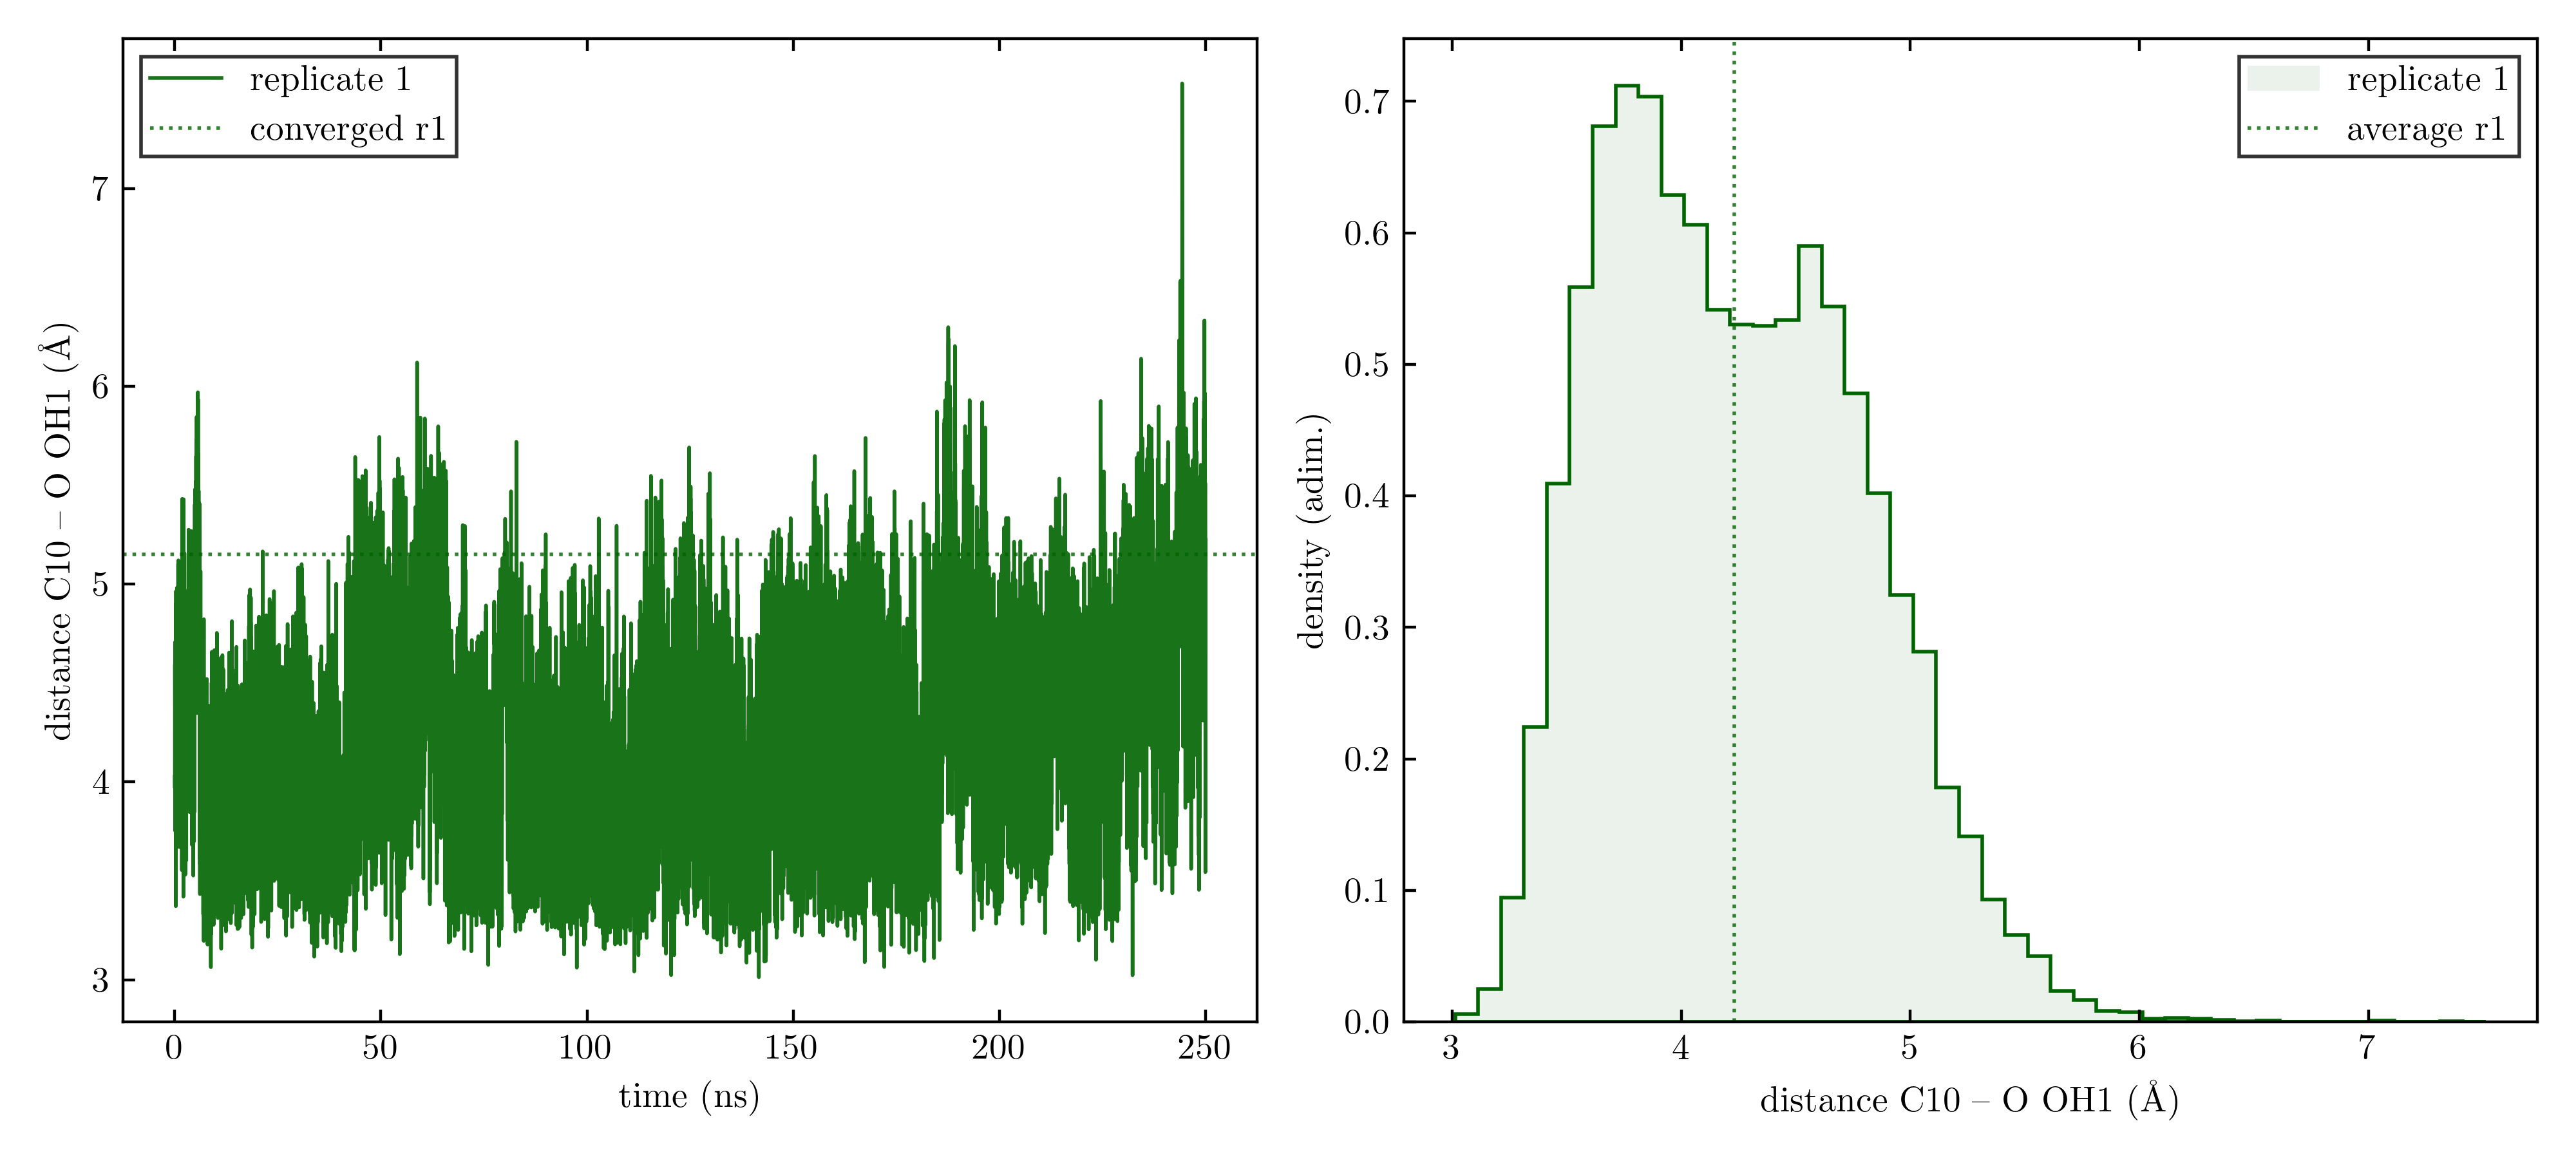 replicate 1
converged r1
7
6
5
4
3
distance C10 – O OH1 (Å)
0 50 100 150 200 250
time (ns)
replicate 1
average r1
0.7
0.6
0.5
0.4
0.3
0.2
0.1
0.0
density (adim.)
3 4 5 6 7
distance C10 – O OH1 (Å)